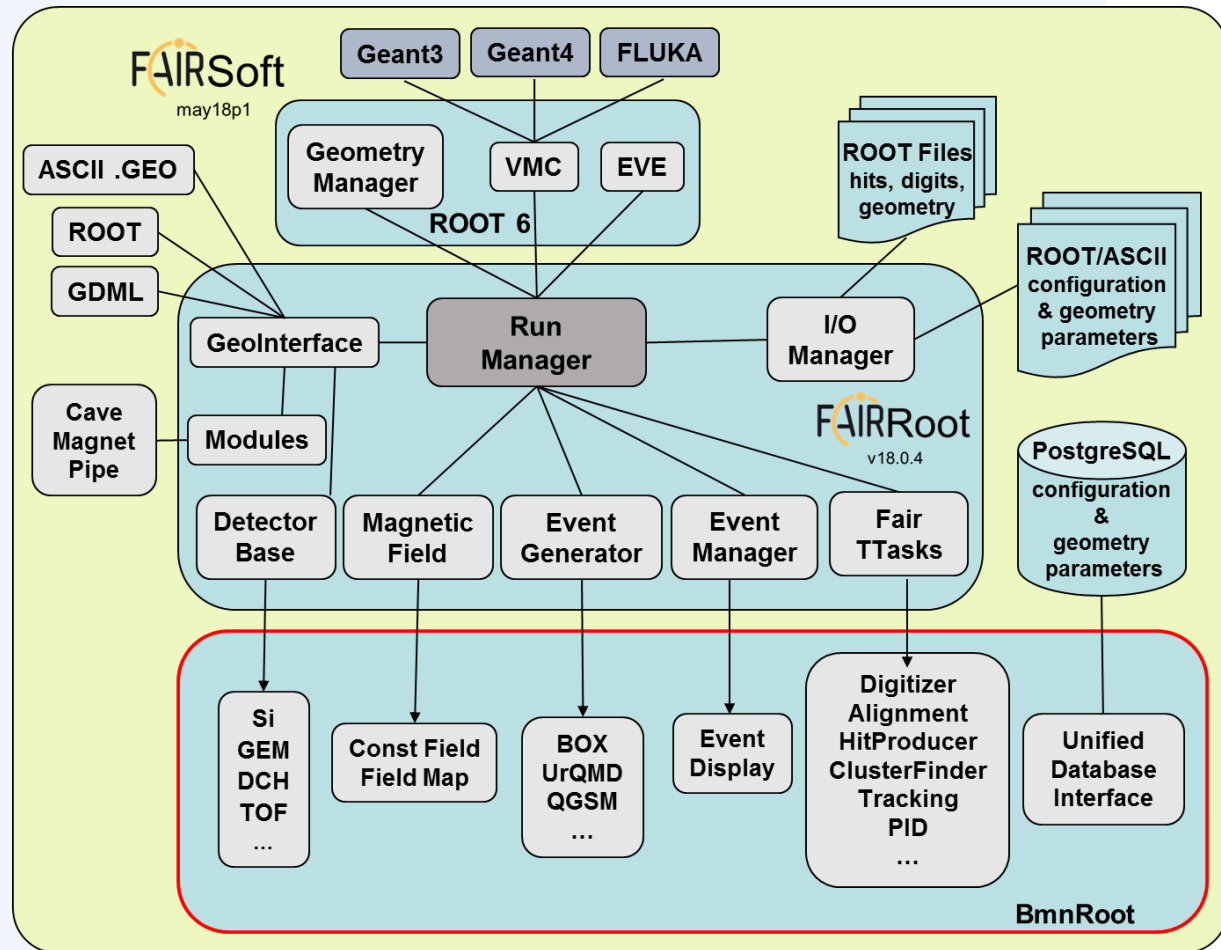 FAIRSoft
may18p1
Geant3
Geant4
FLUKA
Geometry
Manager
VMC
EVE
ROOT 6
ASCII .GEO
ROOT
GDML
ROOT Files
hits, digits,
geometry
ROOT/ASCII
configuration
& geometry
parameters
GeoInterface
Run
Manager
I/O
Manager
FAIRRoot
v18.0.4
Cave
Magnet
Pipe
Modules
PostgreSQL
configuration
&
geometry
parameters
Detector
Base
Magnetic
Field
Event
Generator
Event
Manager
Fair
TTasks
Si
GEM
DCH
TOF
...
Const Field
Field Map
BOX
UrQMD
QGSM
...
Event
Display
Digitizer
Alignment
HitProducer
ClusterFinder
Tracking
PID
...
Unified
Database
Interface
BmnRoot